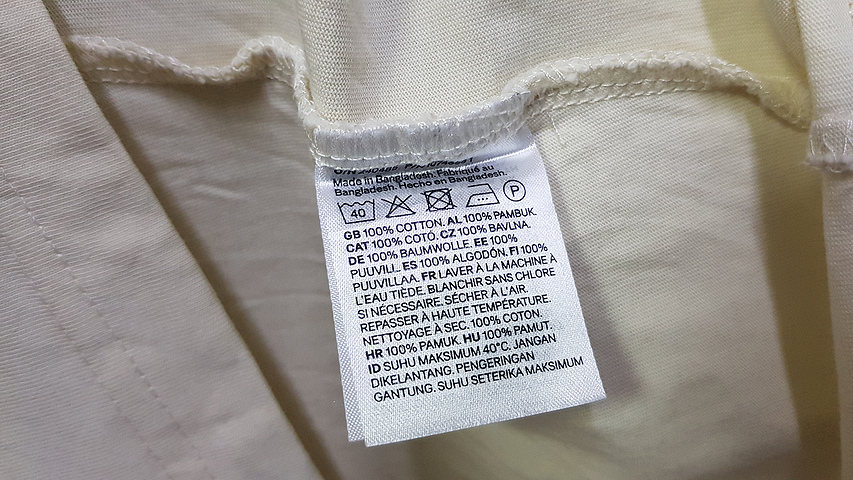 Made in Bangladesh. Fabriqué au
Bangladesh. Hecho en Bangladesh.
40 P
GB 100% COTTON. AL 100% PAMBUK.
CAT 100% COTÓ. CZ 100% BAVLNA.
DE 100% BAUMWOLLE. EE 100%
PUUVILL. ES 100% ALGODÓN. FI 100%
PUUVILLAA. FR LAVER À LA MACHINE À
L'EAU TIÈDE. BLANCHIR SANS CHLORE
SI NÉCESSAIRE. SÉCHER À L'AIR.
REPASSER À HAUTE TEMPÉRATURE.
NETTOYAGE À SEC. 100% COTON.
HR 100% PAMUK. HU 100% PAMUT.
ID SUHU MAKSIMUM 40°C. JANGAN
DIKELANTANG. PENGERINGAN
GANTUNG. SUHU SETERIKA MAKSIMUM